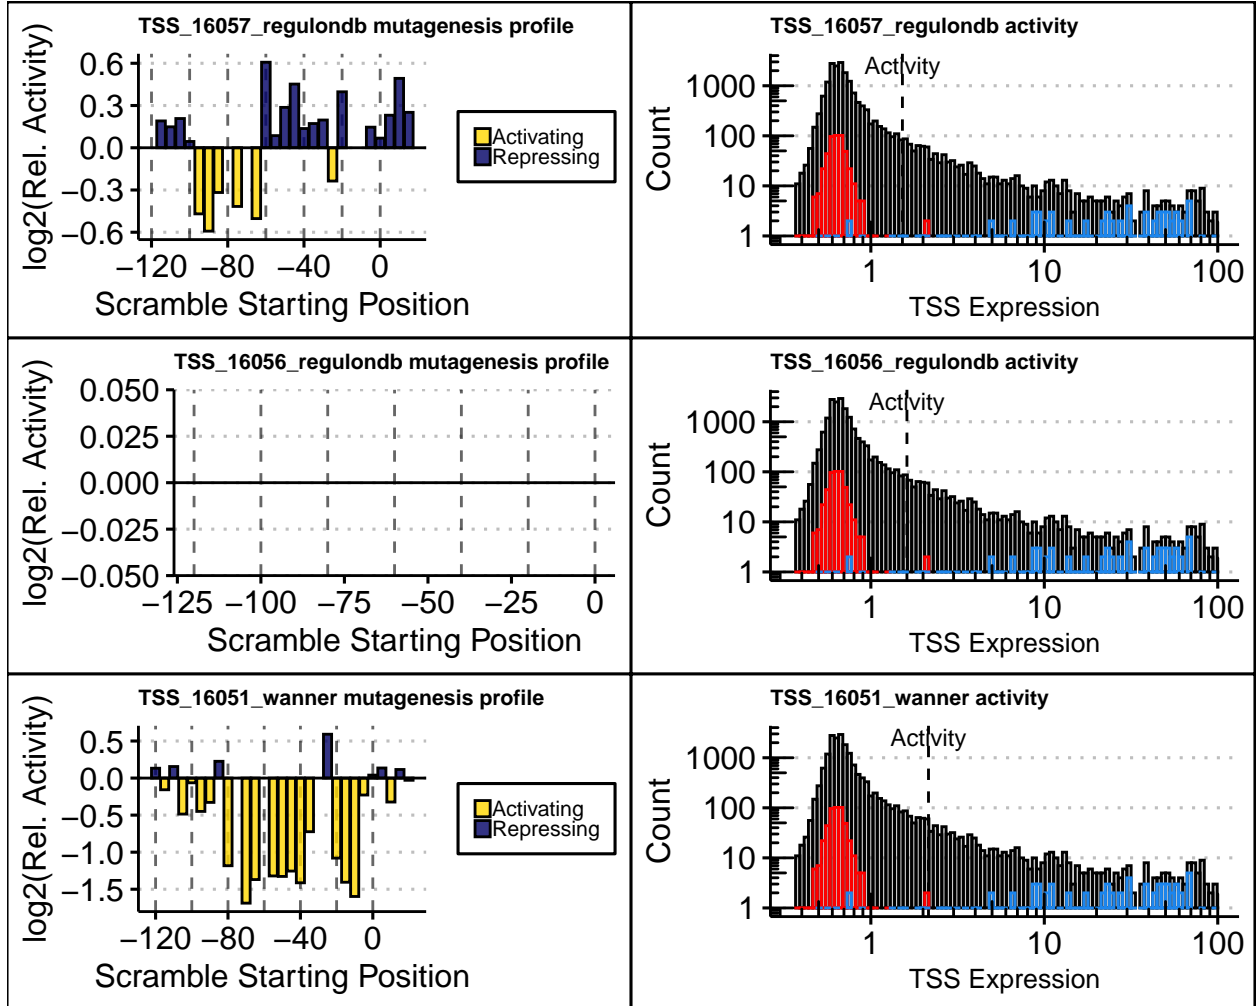 TSS_16057_regulondb mutagenesis profile
log2(Rel. Activity)
0.6
0.3
0.0
−0.3
−0.6
−120 −80 −40 0
Scramble Starting Position
Activating
Repressing
TSS_16057_regulondb activity
Activity
Count
1000
100
10
1
1 10 100
TSS Expression
TSS_16056_regulondb mutagenesis profile
log2(Rel. Activity)
0.050
0.025
0.000
−0.025
−0.050
−125 −100 −75 −50 −25 0
Scramble Starting Position
TSS_16056_regulondb activity
Activity
Count
1000
100
10
1
1 10 100
TSS Expression
TSS_16051_wanner mutagenesis profile
log2(Rel. Activity)
0.5
0.0
−0.5
−1.0
−1.5
−120 −80 −40 0
Scramble Starting Position
Activating
Repressing
TSS_16051_wanner activity
Activity
Count
1000
100
10
1
1 10 100
TSS Expression